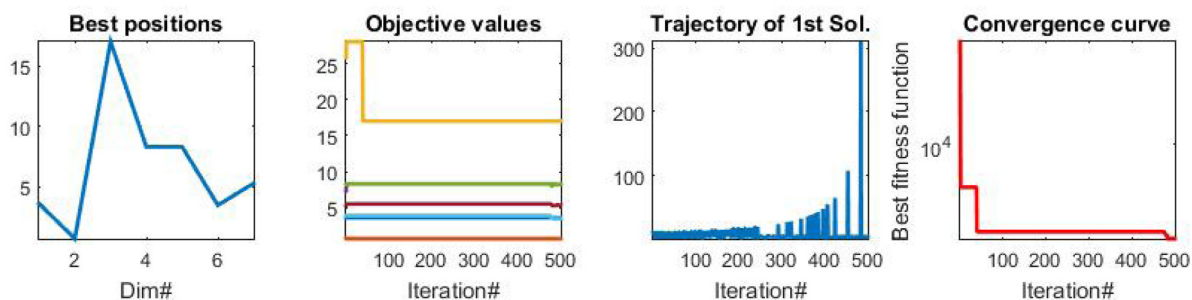 Best positions
15
10
5
2
4
6
Dim#
Objective values
25
20
15
10
5
100 200 300 400 500
Iteration#
Trajectory of 1st Sol.
300
200
100
100 200 300 400 500
Iteration#
Convergence curve
Best fitness function
10^4
100 200 300 400 500
Iteration#